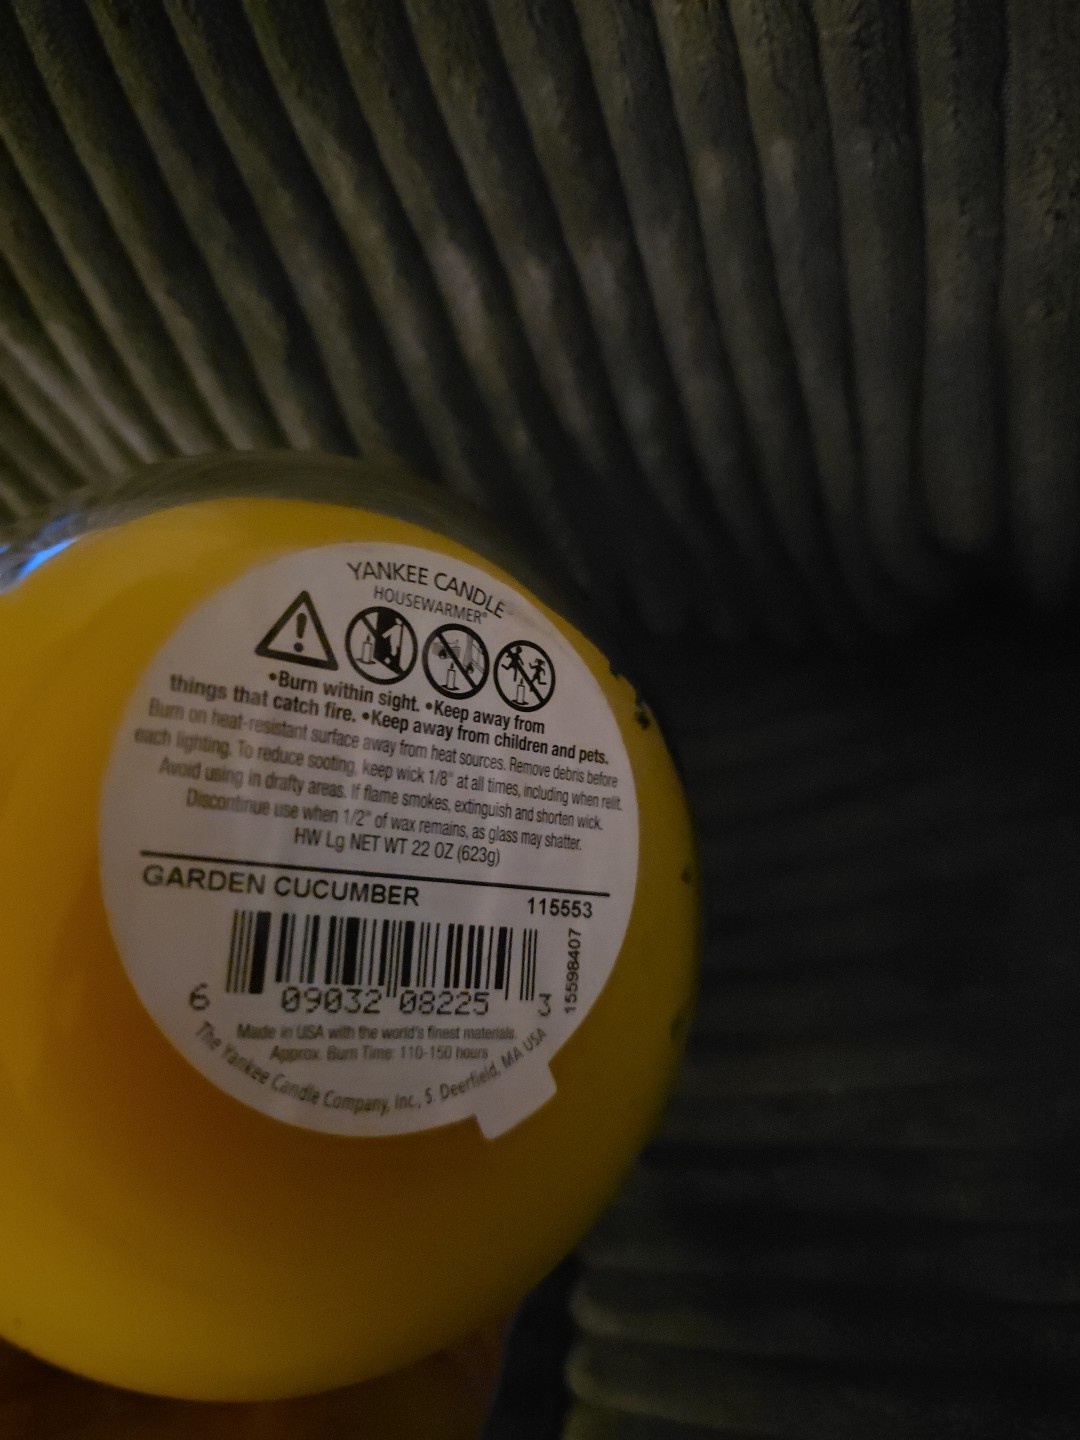 YANKEE CANDLE
HOUSEWARMER®
•Burn within sight. •Keep away from
things that catch fire. •Keep away from children and pets.
Burn on heat-resistant surface away from heat sources. Remove debris before
each lighting. To reduce sooting, keep wick 1/8" at all times, including when relit.
Avoid using in drafty areas. If flame smokes, extinguish and shorten wick.
Discontinue use when 1/2" of wax remains, as glass may shatter.
HW Lg NET WT 22 OZ (623g)
GARDEN CUCUMBER 115553
6 09032 08225 3
15598407
Made in USA with the world's finest materials.
Approx. Burn Time: 110-150 hours
The Yankee Candle Company, Inc., S. Deerfield, MA USA